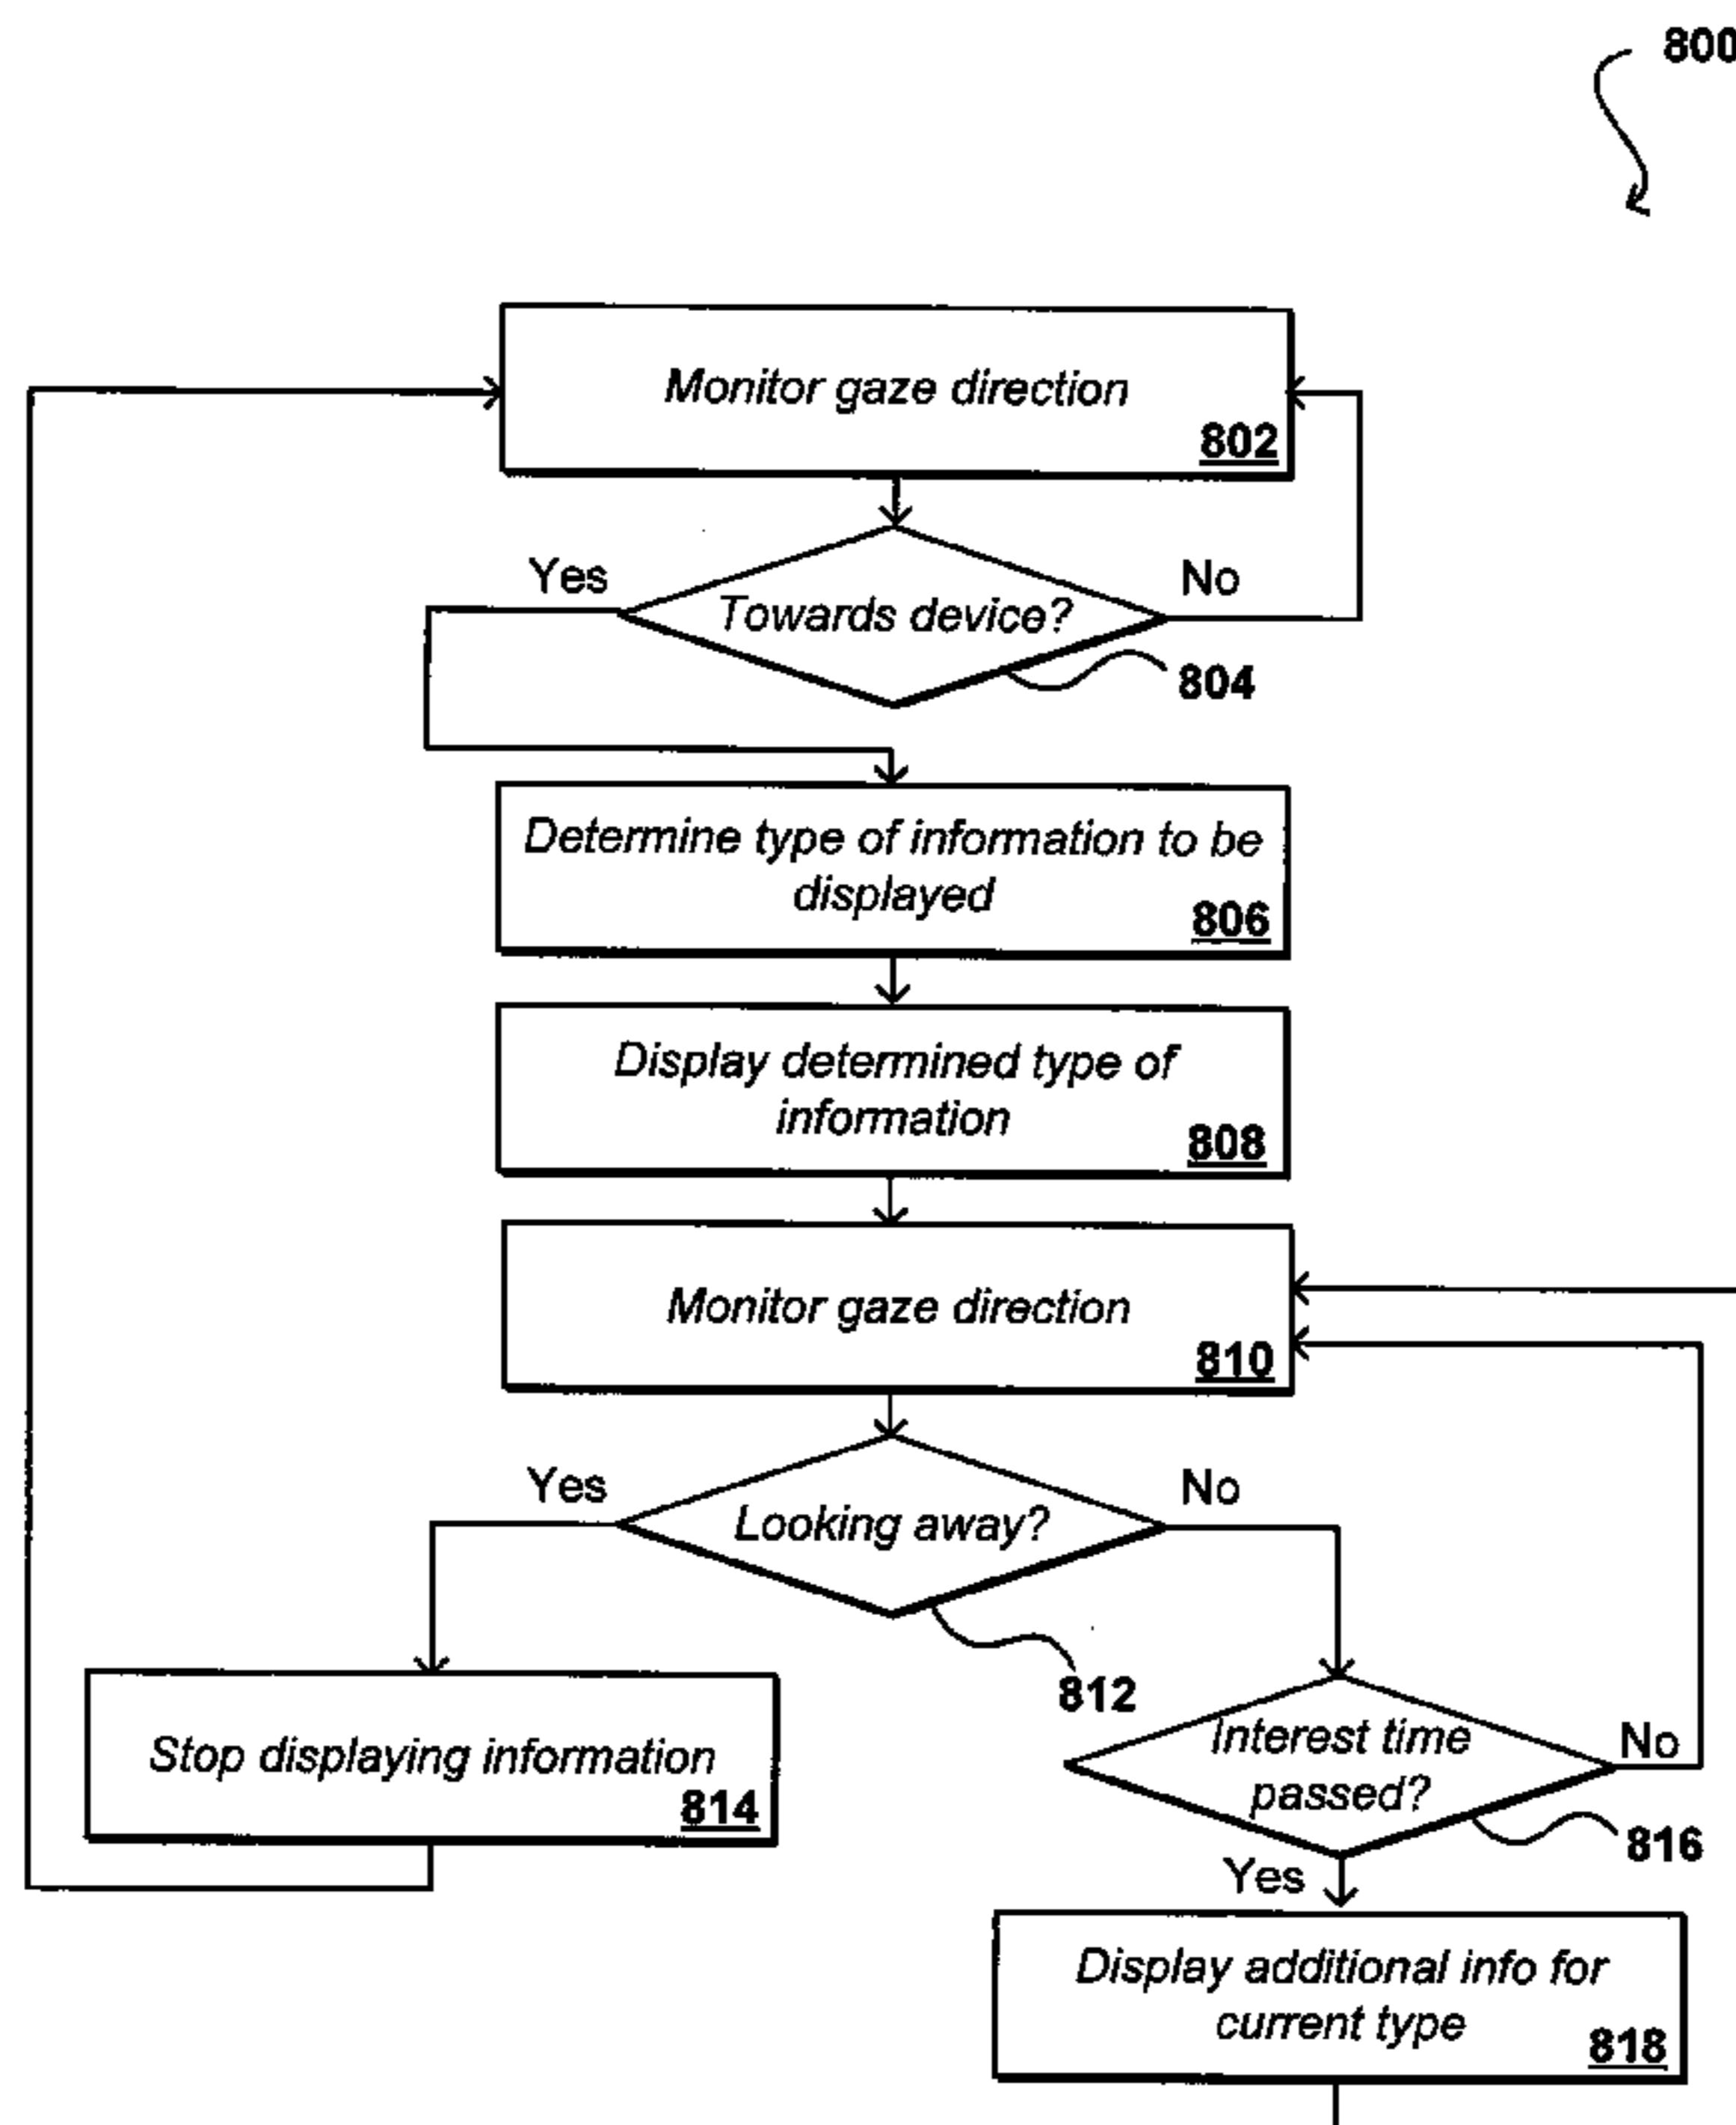 800
Monitor gaze direction
802
Yes
No
Towards device?
804
Determine type of information to be
displayed
806
Display determined type of
information
808
Monitor gaze direction
810
Yes
No
Looking away?
812
Stop displaying information
814
Interest time
passed?
No
816
Yes
Display additional info for
current type
818